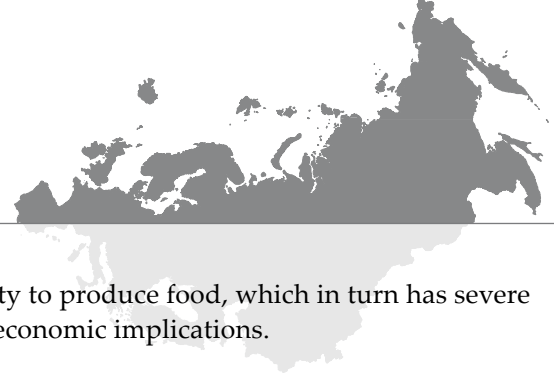 ty to produce food, which in turn has severe
economic implications.